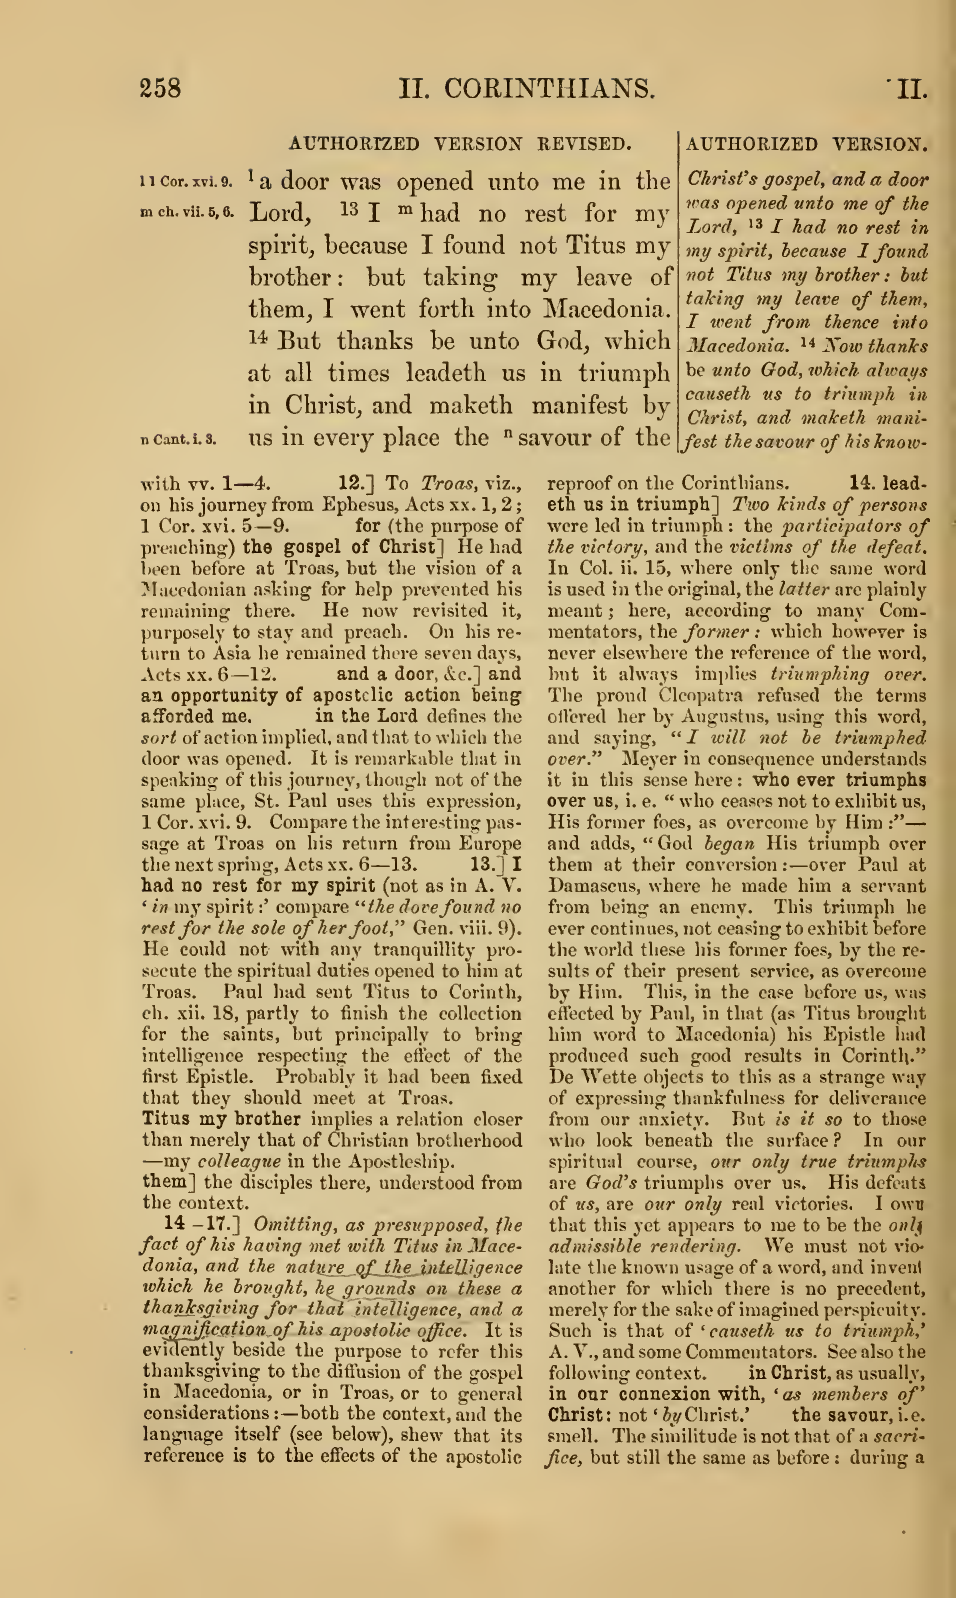 258 II. CORINTHIANS. II.
AUTHORIZED VERSION REVISED.
l 1 Cor. xvi. 9. l a door was opened unto me in the
m ch. vii. 5, 6. Lord, 13 I m had no rest for my
spirit, because I found not Titus my
brother: but taking my leave of
them, I went forth into Macedonia.
14 But thanks be unto God, which
at all times leadeth us in triumph
in Christ, and maketh manifest by
n Cant. i. 3. us in every place the n savour of the
AUTHORIZED VERSION.
Christ's gospel, and a door
was opened unto me of the
Lord, 13 I had no rest in
my spirit, because I found
not Titus my brother: but
taking my leave of them,
I went from thence into
Macedonia. 14 Now thanks
be unto God, which always
causeth us to triumph in
Christ, and maketh mani-
fest the savour of his know-
with vv. 1—4. 12.] To Troas, viz.,
on his journey from Ephesus, Acts xx. 1, 2;
1 Cor. xvi. 5—9. for (the purpose of
preaching) the gospel of Christ] He had
been before at Troas, but the vision of a
Macedonian asking for help prevented his
remaining there. He now revisited it,
purposely to stay and preach. On his re-
turn to Asia he remained there seven days,
Acts xx. 6—12. and a door, &c.] and
an opportunity of apostolic action being
afforded me. in the Lord defines the
sort of action implied, and that to which the
door was opened. It is remarkable that in
speaking of this journey, though not of the
same place, St. Paul uses this expression,
1 Cor. xvi. 9. Compare the interesting pas-
sage at Troas on his return from Europe
the next spring, Acts xx. 6—13. 13.] I
had no rest for my spirit (not as in A. V.
‘in my spirit:’ compare “the dove found no
rest for the sole of her foot,” Gen. viii. 9).
He could not with any tranquillity pro-
secute the spiritual duties opened to him at
Troas. Paul had sent Titus to Corinth,
ch. xii. 18, partly to finish the collection
for the saints, but principally to bring
intelligence respecting the effect of the
first Epistle. Probably it had been fixed
that they should meet at Troas.
Titus my brother implies a relation closer
than merely that of Christian brotherhood
—my colleague in the Apostleship.
them] the disciples there, understood from
the context.
14–17.] Omitting, as presupposed, the
fact of his having met with Titus in Mace-
donia, and the nature of the intelligence
which he brought, he grounds on these a
thanksgiving for that intelligence, and a
magnification of his apostolic office. It is
evidently beside the purpose to refer this
thanksgiving to the diffusion of the gospel
in Macedonia, or in Troas, or to general
considerations:—both the context, and the
language itself (see below), shew that its
reference is to the effects of the apostolic
reproof on the Corinthians. 14. lead-
eth us in triumph] Two kinds of persons
were led in triumph: the participators of
the victory, and the victims of the defeat.
In Col. ii. 15, where only the same word
is used in the original, the latter are plainly
meant; here, according to many Com-
mentators, the former: which however is
never elsewhere the reference of the word,
but it always implies triumphing over.
The proud Cleopatra refused the terms
offered her by Augustus, using this word,
and saying, “I will not be triumphed
over.” Meyer in consequence understands
it in this sense here: who ever triumphs
over us, i. e. “who ceases not to exhibit us,
His former foes, as overcome by Him:”—
and adds, “God began His triumph over
them at their conversion:—over Paul at
Damascus, where he made him a servant
from being an enemy. This triumph he
ever continues, not ceasing to exhibit before
the world these his former foes, by the re-
sults of their present service, as overcome
by Him. This, in the case before us, was
effected by Paul, in that (as Titus brought
him word to Macedonia) his Epistle had
produced such good results in Corinth.”
De Wette objects to this as a strange way
of expressing thankfulness for deliverance
from our anxiety. But is it so to those
who look beneath the surface? In our
spiritual course, our only true triumphs
are God's triumphs over us. His defeats
of us, are our only real victories. I own
that this yet appears to me to be the only
admissible rendering. We must not vio-
late the known usage of a word, and invent
another for which there is no precedent,
merely for the sake of imagined perspicuity.
Such is that of ‘causeth us to triumph,’
A. V., and some Commentators. See also the
following context. in Christ, as usually,
in our connexion with, ‘as members of’
Christ: not ‘by Christ.’ the savour, i.e.
smell. The similitude is not that of a sacri-
fice, but still the same as before: during a